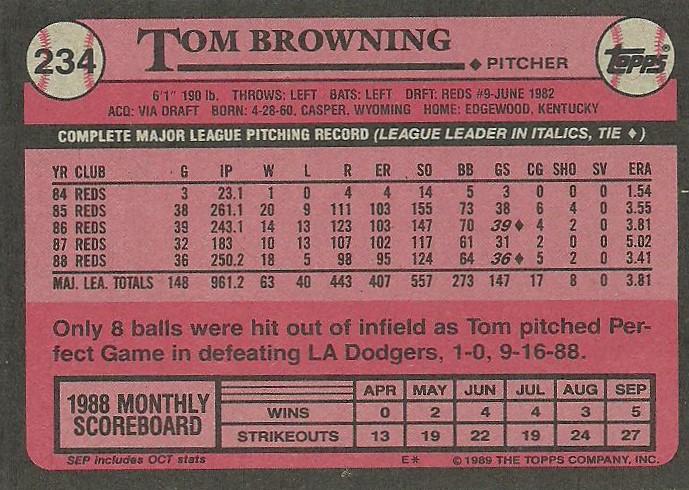 234
TOM BROWNING
♦ PITCHER
Topps®
6'1" 190 lb. THROWS: LEFT BATS: LEFT DRFT: REDS #9-JUNE 1982
ACQ: VIA DRAFT BORN: 4-28-60, CASPER, WYOMING HOME: EDGEWOOD, KENTUCKY
COMPLETE MAJOR LEAGUE PITCHING RECORD (LEAGUE LEADER IN ITALICS, TIE ♦)
YR CLUB G IP W L R ER SO BB GS CG SHO SV ERA
84 REDS 3 23.1 1 0 4 4 14 5 3 0 0 0 1.54
85 REDS 38 261.1 20 9 111 103 155 73 38 6 4 0 3.55
86 REDS 39 243.1 14 13 123 103 147 70 39♦ 4 2 0 3.81
87 REDS 32 183 10 13 107 102 117 61 31 2 0 0 5.02
88 REDS 36 250.2 18 5 98 95 124 64 36♦ 5 2 0 3.41
MAJ. LEA. TOTALS 148 961.2 63 40 443 407 557 273 147 17 8 0 3.81
Only 8 balls were hit out of infield as Tom pitched Per-
fect Game in defeating LA Dodgers, 1-0, 9-16-88.
1988 MONTHLY
SCOREBOARD
APR MAY JUN JUL AUG SEP
WINS 0 2 4 4 3 5
STRIKEOUTS 13 19 22 19 24 27
SEP includes OCT stats E* © 1989 THE TOPPS COMPANY, INC.